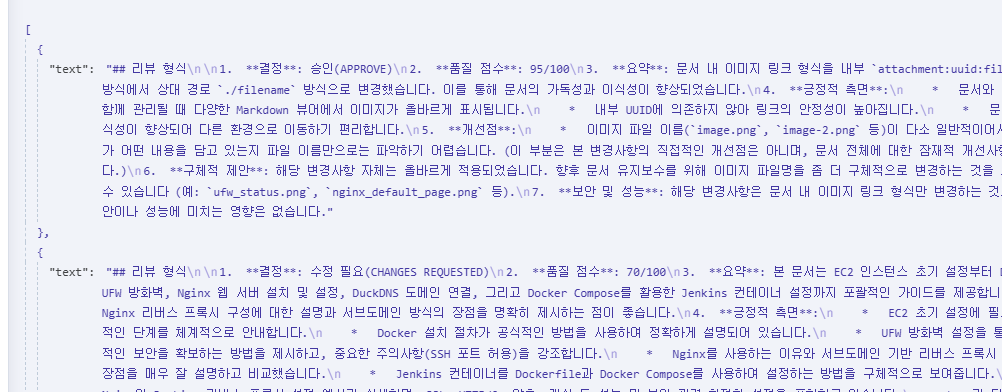 [
{
"text": "## 리뷰 형식\n\n1.  **결정**: 승인(APPROVE)\n2.  **품질 점수**: 95/100\n3.  **요약**: 문서 내 이미지 링크 형식을 내부 `attachment:uuid:fil
방식에서 상대 경로 `./filename` 방식으로 변경했습니다. 이를 통해 문서의 가독성과 이식성이 향상되었습니다.\n4.  **긍정적 측면**:\n    *   문서와
함께 관리될 때 다양한 Markdown 뷰어에서 이미지가 올바르게 표시됩니다.\n    *   내부 UUID에 의존하지 않아 링크의 안정성이 높아집니다.\n    *   문
식성이 향상되어 다른 환경으로 이동하기 편리합니다.\n5.  **개선점**:\n    *   이미지 파일 이름(`image.png`, `image-2.png` 등)이 다소 일반적이어서
가 어떤 내용을 담고 있는지 파일 이름만으로는 파악하기 어렵습니다. (이 부분은 본 변경사항의 직접적인 개선점은 아니며, 문서 전체에 대한 잠재적 개선사항
다.)\n6.  **구체적 제안**: 해당 변경사항 자체는 올바르게 적용되었습니다. 향후 문서 유지보수를 위해 이미지 파일명을 좀 더 구체적으로 변경하는 것을
수 있습니다 (예: `ufw_status.png`, `nginx_default_page.png` 등).\n7.  **보안 및 성능**: 해당 변경사항은 문서 내 이미지 링크 형식만 변경하는 것
안이나 성능에 미치는 영향은 없습니다."
},
{
"text": "## 리뷰 형식\n\n1.  **결정**: 수정 필요(CHANGES REQUESTED)\n2.  **품질 점수**: 70/100\n3.  **요약**: 본 문서는 EC2 인스턴스 초기 설정부터
UFW 방화벽, Nginx 웹 서버 설치 및 설정, DuckDNS 도메인 연결, 그리고 Docker Compose를 활용한 Jenkins 컨테이너 설정까지 포괄적인 가이드를 제공합니
Nginx 리버스 프록시 구성에 대한 설명과 서브도메인 방식의 장점을 명확히 제시하는 점이 좋습니다.\n4.  **긍정적 측면**:\n    *   EC2 초기 설정에 필
적인 단계를 체계적으로 안내합니다.\n    *   Docker 설치 절차가 공식적인 방법을 사용하여 정확하게 설명되어 있습니다.\n    *   UFW 방화벽 설정을 통
적인 보안을 확보하는 방법을 제시하고, 중요한 주의사항(SSH 포트 허용)을 강조합니다.\n    *   Nginx를 사용하는 이유와 서브도메인 기반 리버스 프록시
장점을 매우 잘 설명하고 비교했습니다.\n    *   Jenkins 컨테이너를 Dockerfile과 Docker Compose를 사용하여 설정하는 방법을 구체적으로 보여줍니다.\